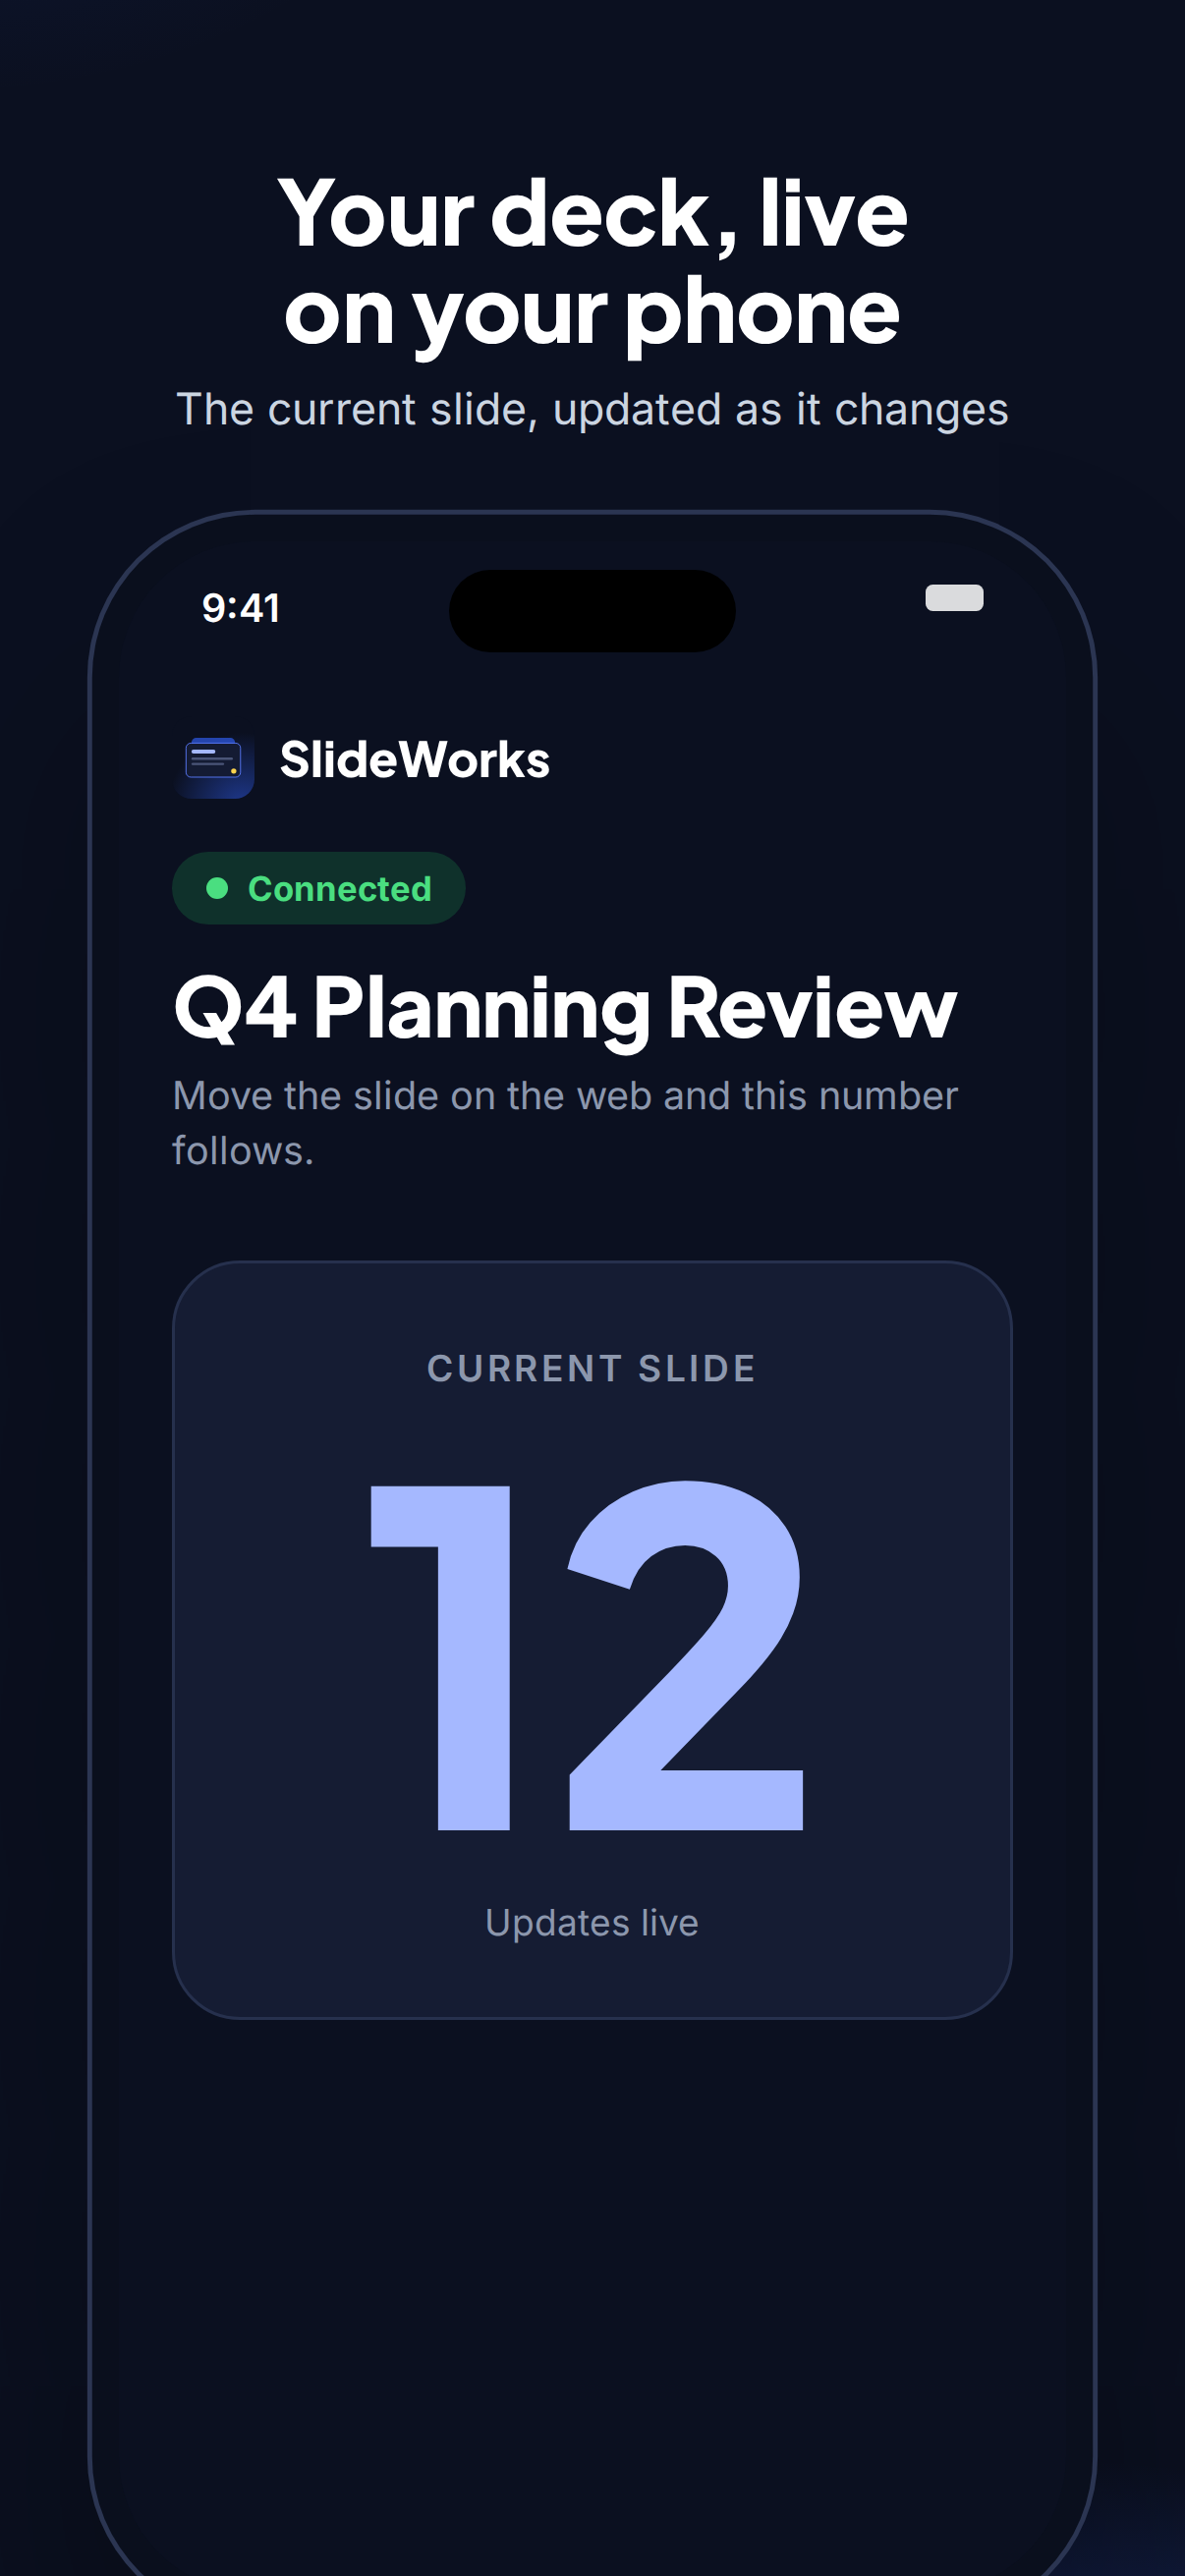 Your deck, live
on your phone
The current slide, updated as it changes
9:41
SlideWorks
Connected
Q4 Planning Review
Move the slide on the web and this number
follows.
CURRENT SLIDE
12
Updates live